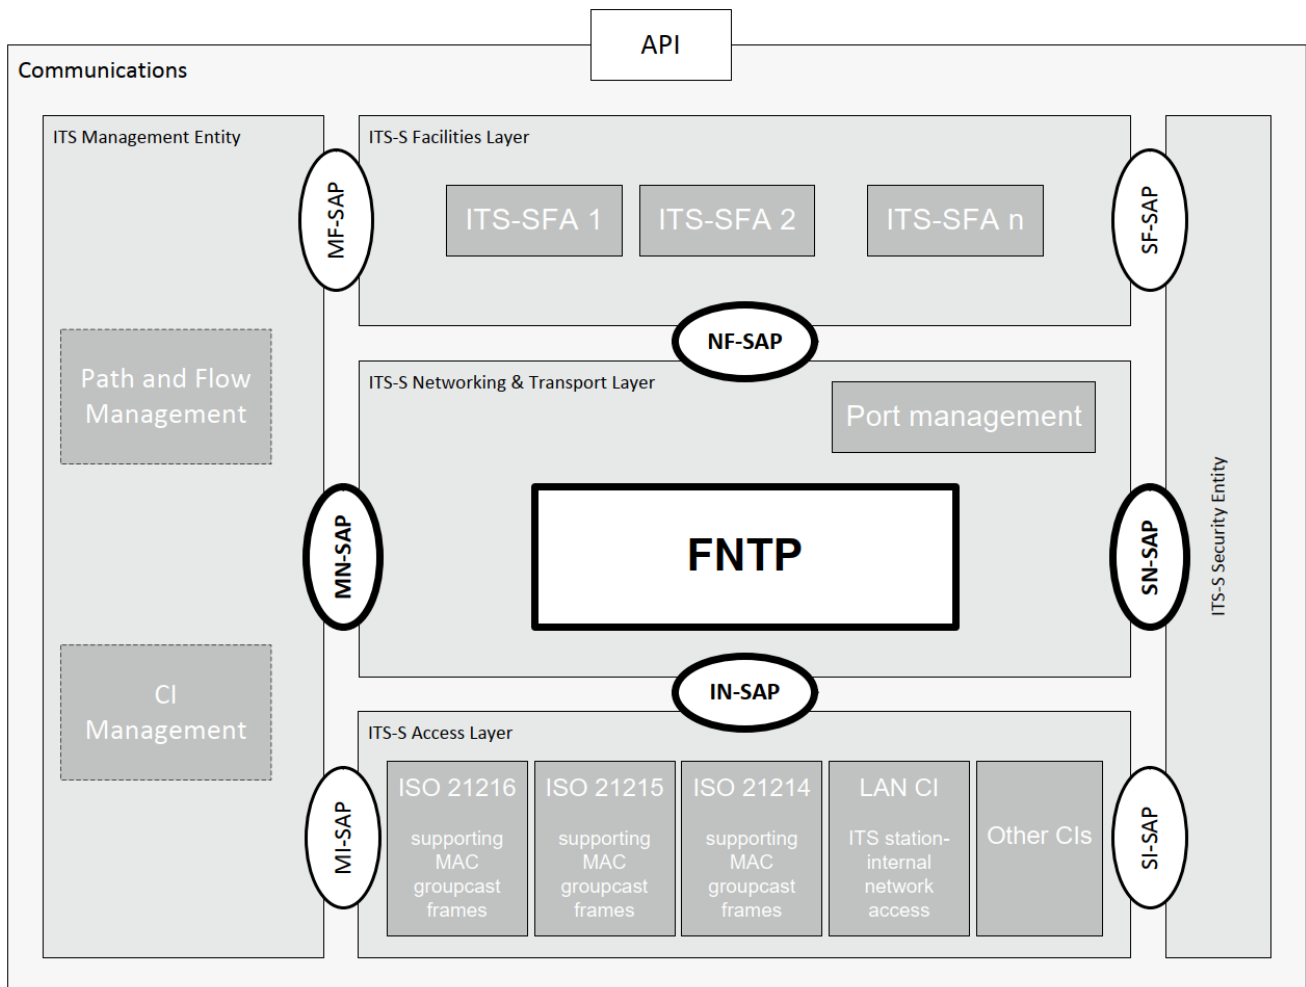 API
Communications
ITS Management Entity
ITS-S Facilities Layer
MF-SAP
SF-SAP
ITS-SFA 1
ITS-SFA 2
ITS-SFA n
NF-SAP
Path and Flow
Management
ITS-S Networking & Transport Layer
Port management
MN-SAP
FNTP
SN-SAP
ITS-S Security Entity
IN-SAP
CI
Management
ITS-S Access Layer
MI-SAP
ISO 21216
supporting
MAC
groupcast
frames
ISO 21215
supporting
MAC
groupcast
frames
ISO 21214
supporting
MAC
groupcast
frames
LAN CI
ITS station-
internal
network
access
Other CIs
SI-SAP